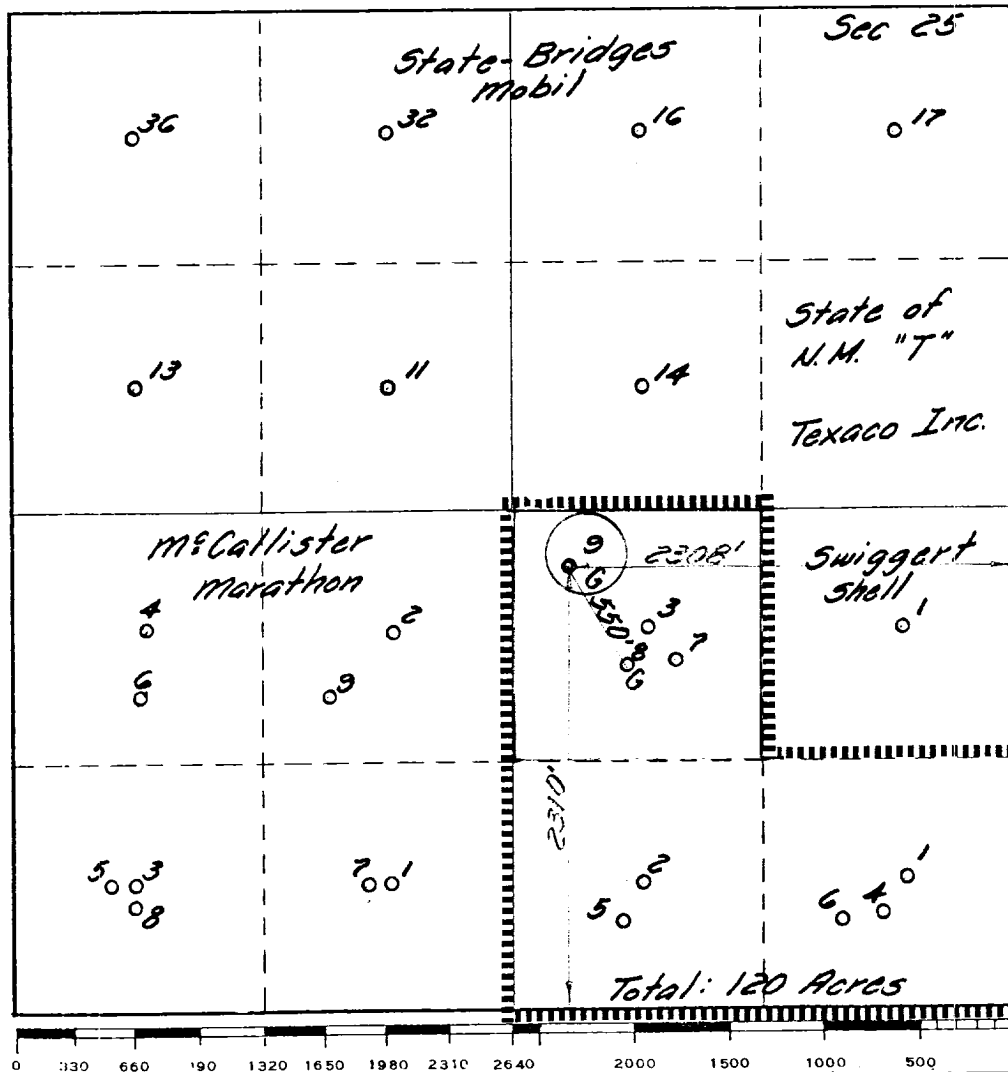 Sec 25
State-Bridges
Mobil
36
32
16
17
13
11
14
State of
N.M. "T"
Texaco Inc.
McCallister
Marathon
4
2
6
9
9
2308'
G
550'
3
8
7
G
Swiggert
Shell
1
2310'
5
3
8
7
1
2
5
1
4
6
Total: 120 Acres
0 330 660 190 1320 1650 1980 2310 2640 2000 1500 1000 500